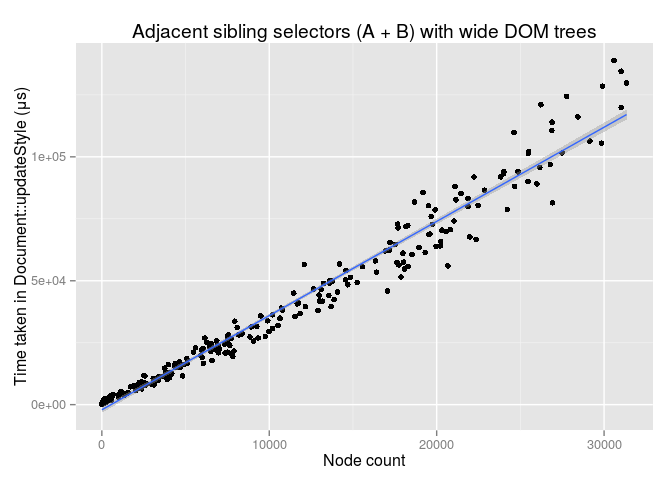 Adjacent sibling selectors (A + B) with wide DOM trees
Time taken in Document::updateStyle (µs)
1e+05
5e+04
0e+00
0 10000 20000 30000
Node count